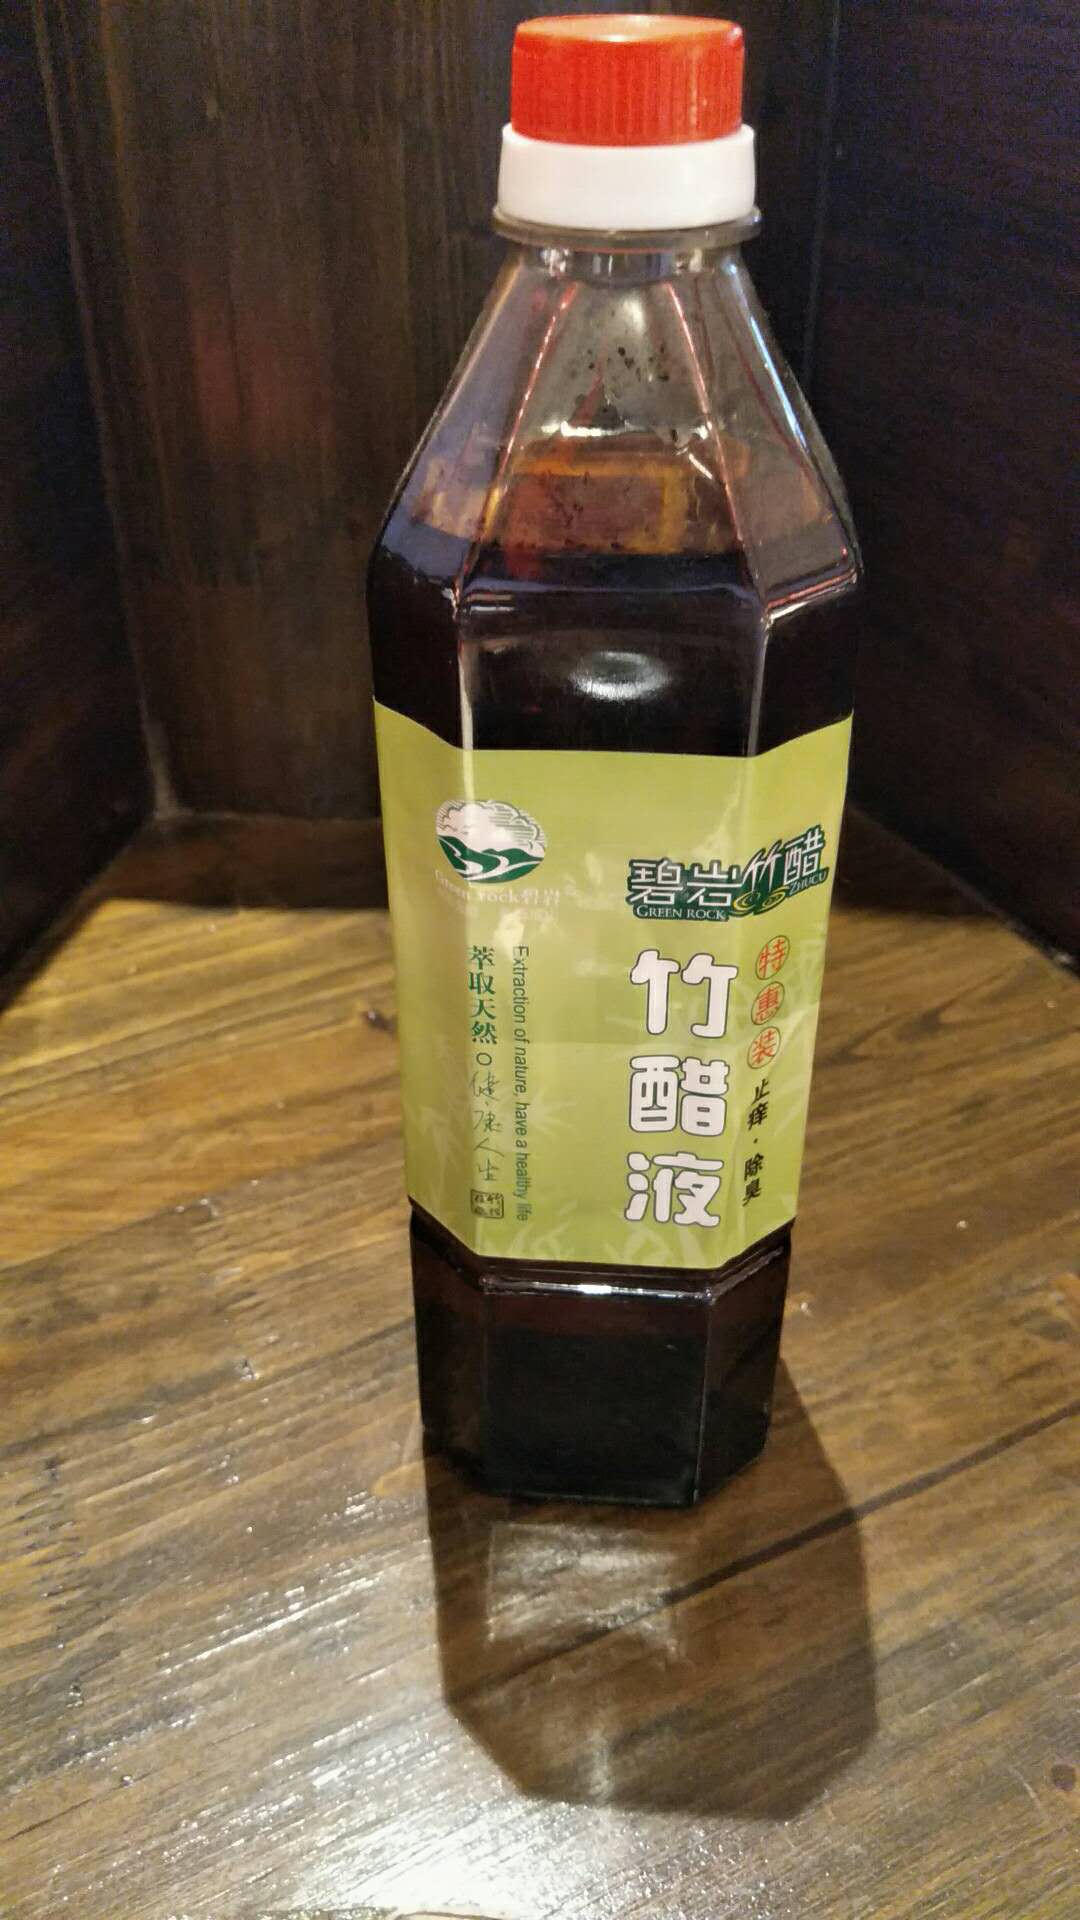 Green rock碧岩
萃取天然
健康人生
Extraction of nature, have a healthy life
碧岩竹醋
GREEN ROCK
ZHUCU
竹醋液
特惠装
止痒·除臭